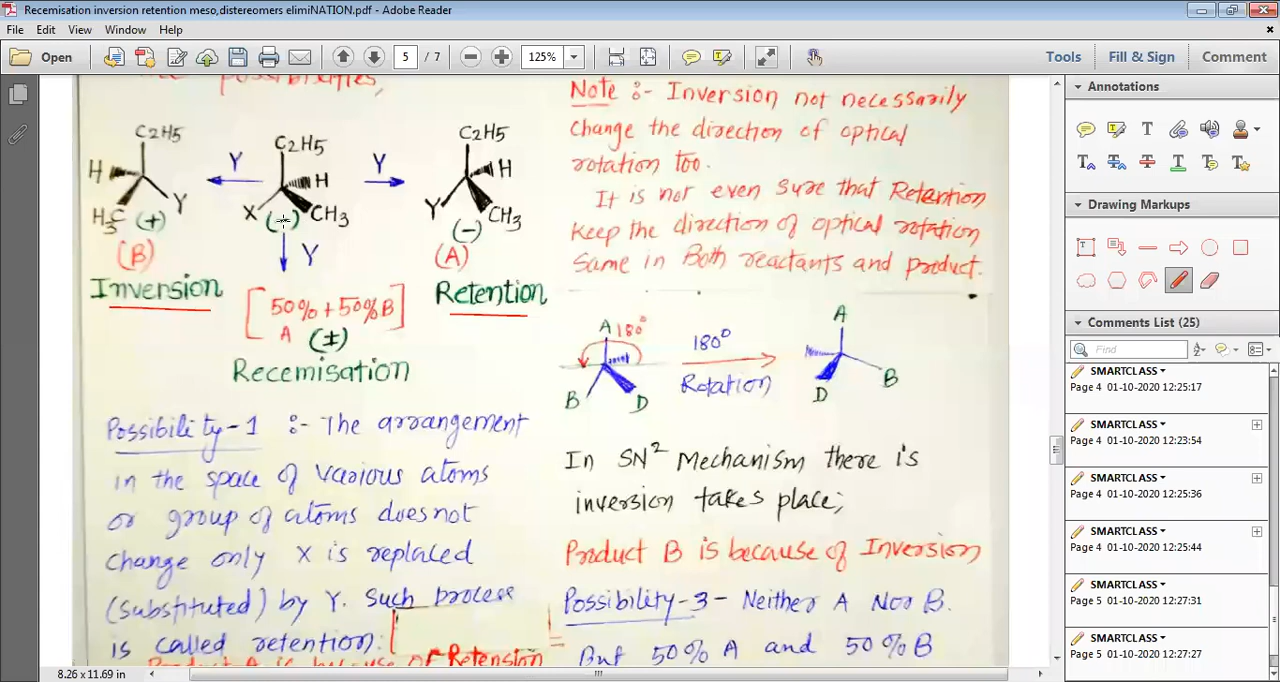 Recemisation inversion retention meso,distereomers elimiNATION.pdf - Adobe Reader
File Edit View Window Help
Open 5 / 7 125% Tools Fill & Sign Comment
possibilities,
C2H5
H
Y
H3C (+)
(B)
Inversion
Y
C2H5
H
X
CH3
Y
Y
C2H5
H
Y
CH3
(-)
(A)
Retention
[50% + 50% B]
A (±)
Recemisation
Possibility-1 :- The arrangement
in the space of various atoms
or group of atoms does not
change only X is replaced
(substituted) by Y. Such process
is called retention.
Product A is because of Retension
Note :- Inversion not necessarily
change the direction of optical
rotation too.
It is not even sure that Retention
keep the direction of optical rotation
same in Both reactants and product.
A 180°
B
D
180°
Rotation
A
B
D
In SN2 Mechanism there is
inversion takes place;
Product B is because of Inversion
Possibility-3 - Neither A Nor B.
But 50% A and 50% B
Annotations
Drawing Markups
Comments List (25)
Find
SMARTCLASS
Page 4 01-10-2020 12:25:17
SMARTCLASS
Page 4 01-10-2020 12:23:54
SMARTCLASS
Page 4 01-10-2020 12:25:36
SMARTCLASS
Page 4 01-10-2020 12:25:44
SMARTCLASS
Page 5 01-10-2020 12:27:31
SMARTCLASS
Page 5 01-10-2020 12:27:27
8.26 x 11.69 in